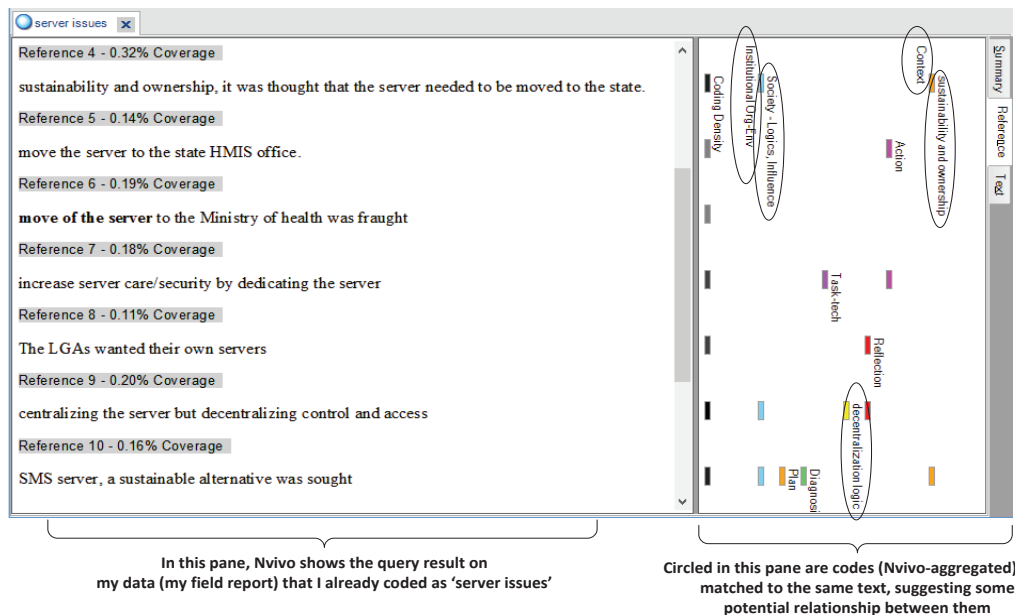 server issues
Reference 4 - 0.32% Coverage
sustainability and ownership, it was thought that the server needed to be moved to the state.
Reference 5 - 0.14% Coverage
move the server to the state HMIS office.
Reference 6 - 0.19% Coverage
move of the server to the Ministry of health was fraught
Reference 7 - 0.18% Coverage
increase server care/security by dedicating the server
Reference 8 - 0.11% Coverage
The LGAs wanted their own servers
Reference 9 - 0.20% Coverage
centralizing the server but decentralizing control and access
Reference 10 - 0.16% Coverage
SMS server, a sustainable alternative was sought
Summary
Reference
Text
sustainability and ownership
Context
Action
Reflection
decentralization logic
Task-tech
Diagnosi
Plan
Society - Logics, Influence
Institutional Org-Env
Coding Density
In this pane, Nvivo shows the query result on
my data (my field report) that I already coded as ‘server issues’
Circled in this pane are codes (Nvivo-aggregated)
matched to the same text, suggesting some
potential relationship between them